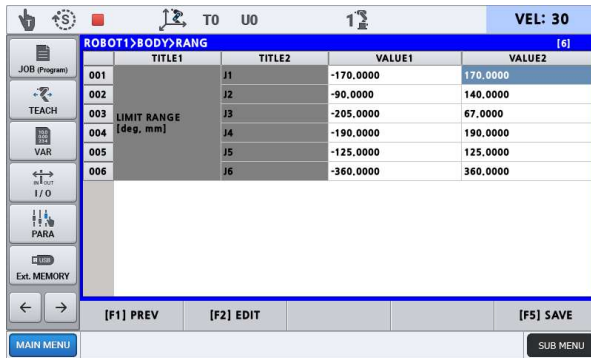 S T0 U0 1 VEL: 30
ROBOT1>BODY>RANG [6]
TITLE1 TITLE2 VALUE1 VALUE2
001 J1 -170,0000 170,0000
002 J2 -90,0000 140,0000
003 LIMIT RANGE J3 -205,0000 67,0000
004 [deg, mm] J4 -190,0000 190,0000
005 J5 -125,0000 125,0000
006 J6 -360,0000 360,0000
JOB (Program)
TEACH
VAR
IN OUT
I/O
PARA
USB
Ext. MEMORY
[F1] PREV [F2] EDIT [F5] SAVE
MAIN MENU SUB MENU